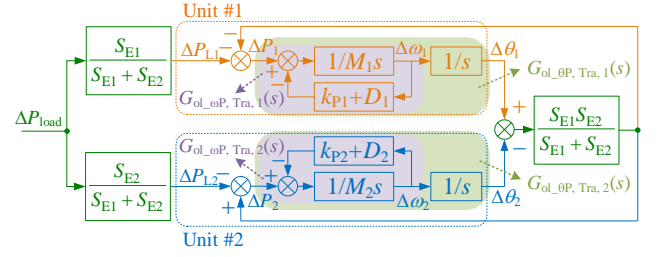 Unit #1
S_E1
S_E1 + S_E2
ΔP_L1
−
−
ΔP_1
+
−
1/M_1s
Δω_1
1/s
Δθ_1
k_P1+D_1
G_ol_ωP, Tra, 1(s)
G_ol_θP, Tra, 1(s)
ΔP_load
+
−
S_E1S_E2
S_E1 + S_E2
G_ol_ωP, Tra, 2(s)
k_P2+D_2
G_ol_θP, Tra, 2(s)
S_E2
S_E1 + S_E2
ΔP_L2
−
+
ΔP_2
−
+
1/M_2s
Δω_2
1/s
Δθ_2
Unit #2